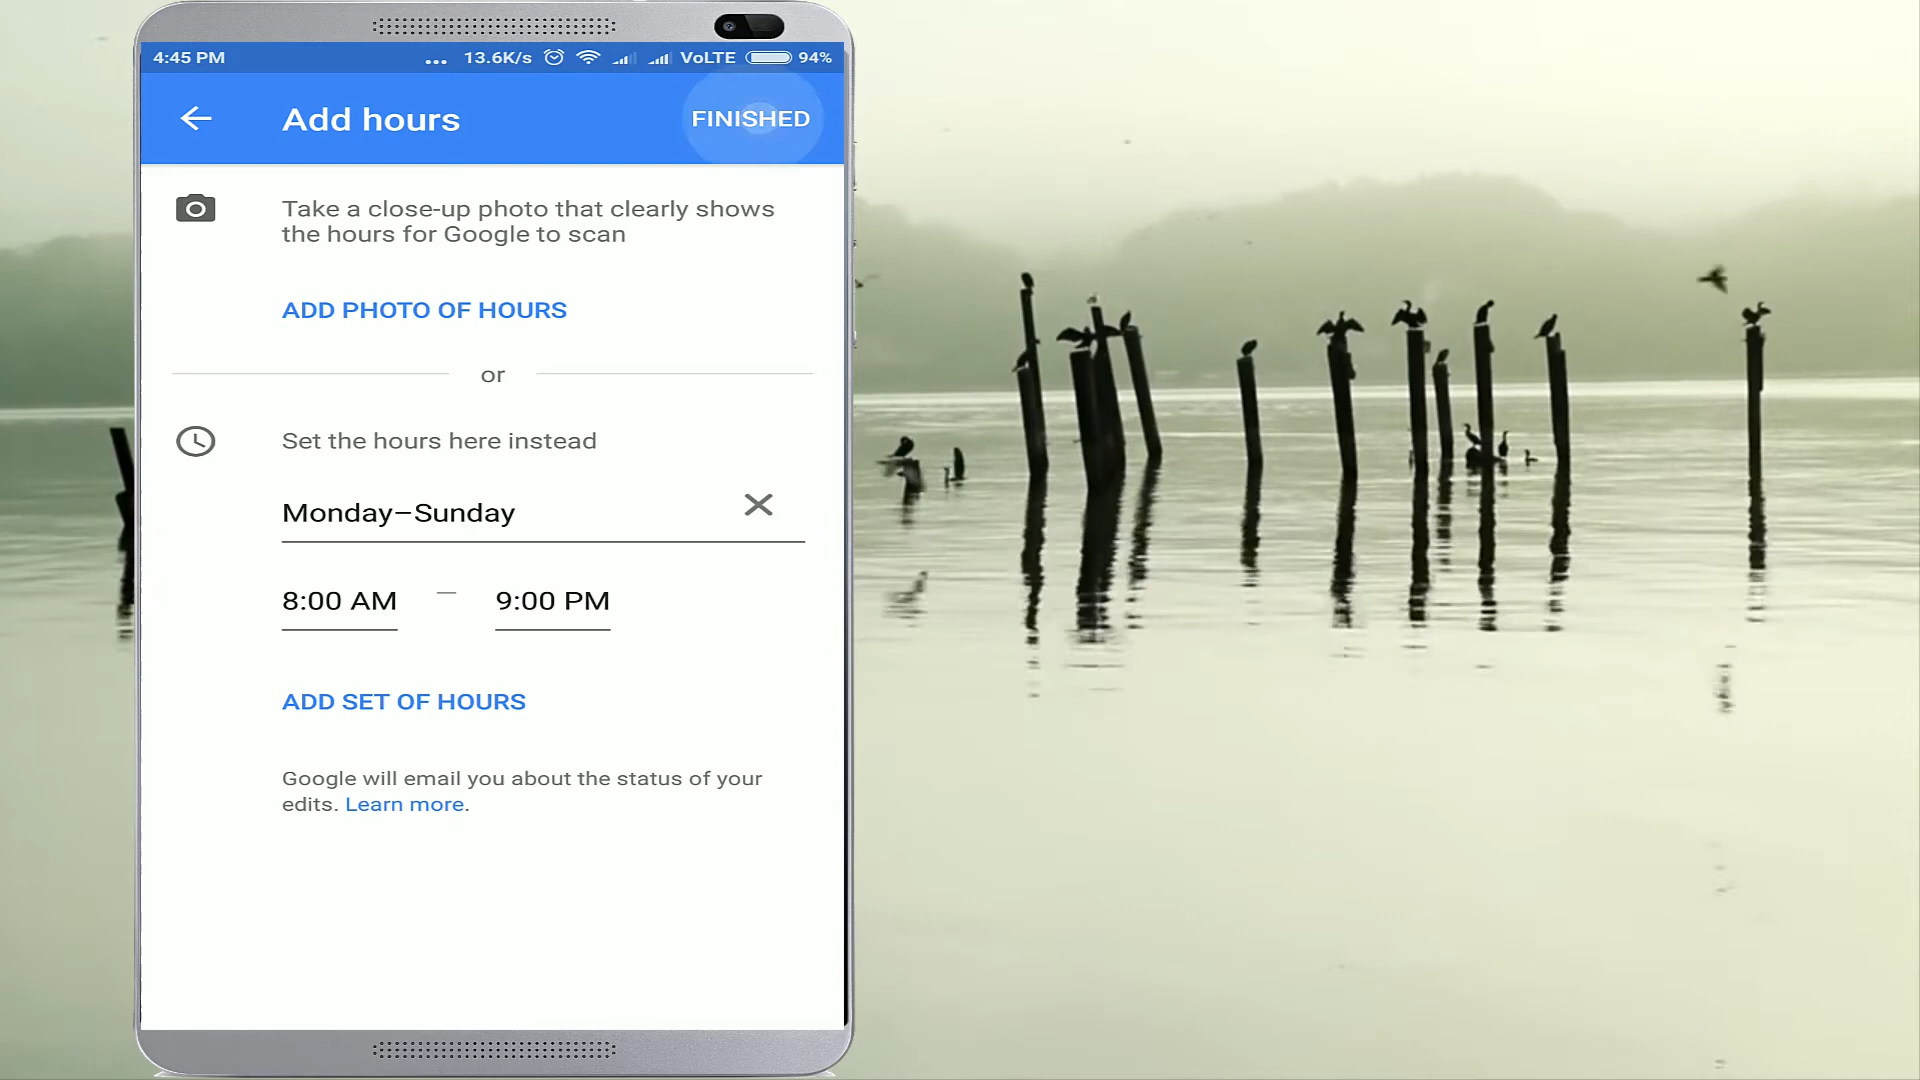 4:45 PM ... 13.6K/s VoLTE 94%
Add hours FINISHED
Take a close-up photo that clearly shows
the hours for Google to scan
ADD PHOTO OF HOURS
or
Set the hours here instead
Monday–Sunday
8:00 AM – 9:00 PM
ADD SET OF HOURS
Google will email you about the status of your
edits. Learn more.